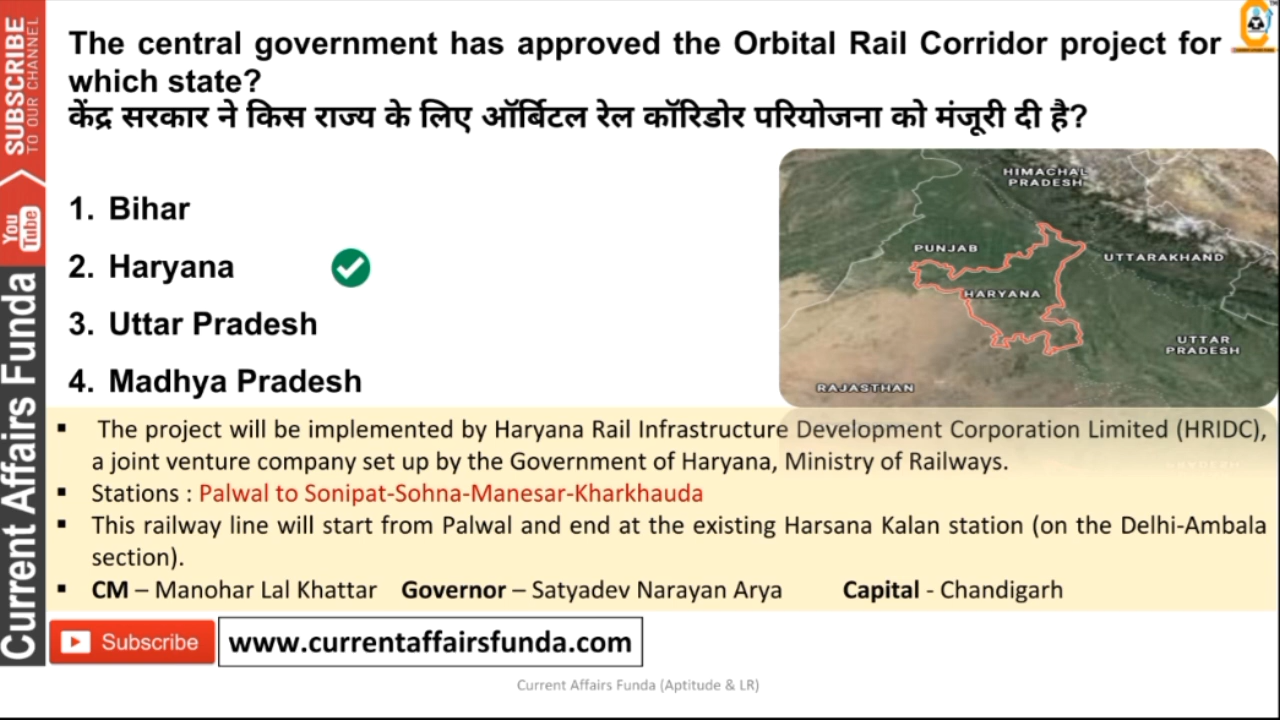 The central government has approved the Orbital Rail Corridor project for
which state?
केंद्र सरकार ने किस राज्य के लिए ऑर्बिटल रेल कॉरिडोर परियोजना को मंजूरी दी है?
1. Bihar
2. Haryana
3. Uttar Pradesh
4. Madhya Pradesh
HIMACHAL
PRADESH
PUNJAB
UTTARAKHAND
HARYANA
UTTAR
PRADESH
RAJASTHAN
▪ The project will be implemented by Haryana Rail Infrastructure Development Corporation Limited (HRIDC),
a joint venture company set up by the Government of Haryana, Ministry of Railways.
▪ Stations : Palwal to Sonipat-Sohna-Manesar-Kharkhauda
▪ This railway line will start from Palwal and end at the existing Harsana Kalan station (on the Delhi-Ambala
section).
▪ CM – Manohar Lal Khattar Governor – Satyadev Narayan Arya Capital - Chandigarh
Subscribe
www.currentaffairsfunda.com
Current Affairs Funda (Aptitude & LR)
SUBSCRIBE
TO OUR CHANNEL
You
Tube
Current Affairs Funda